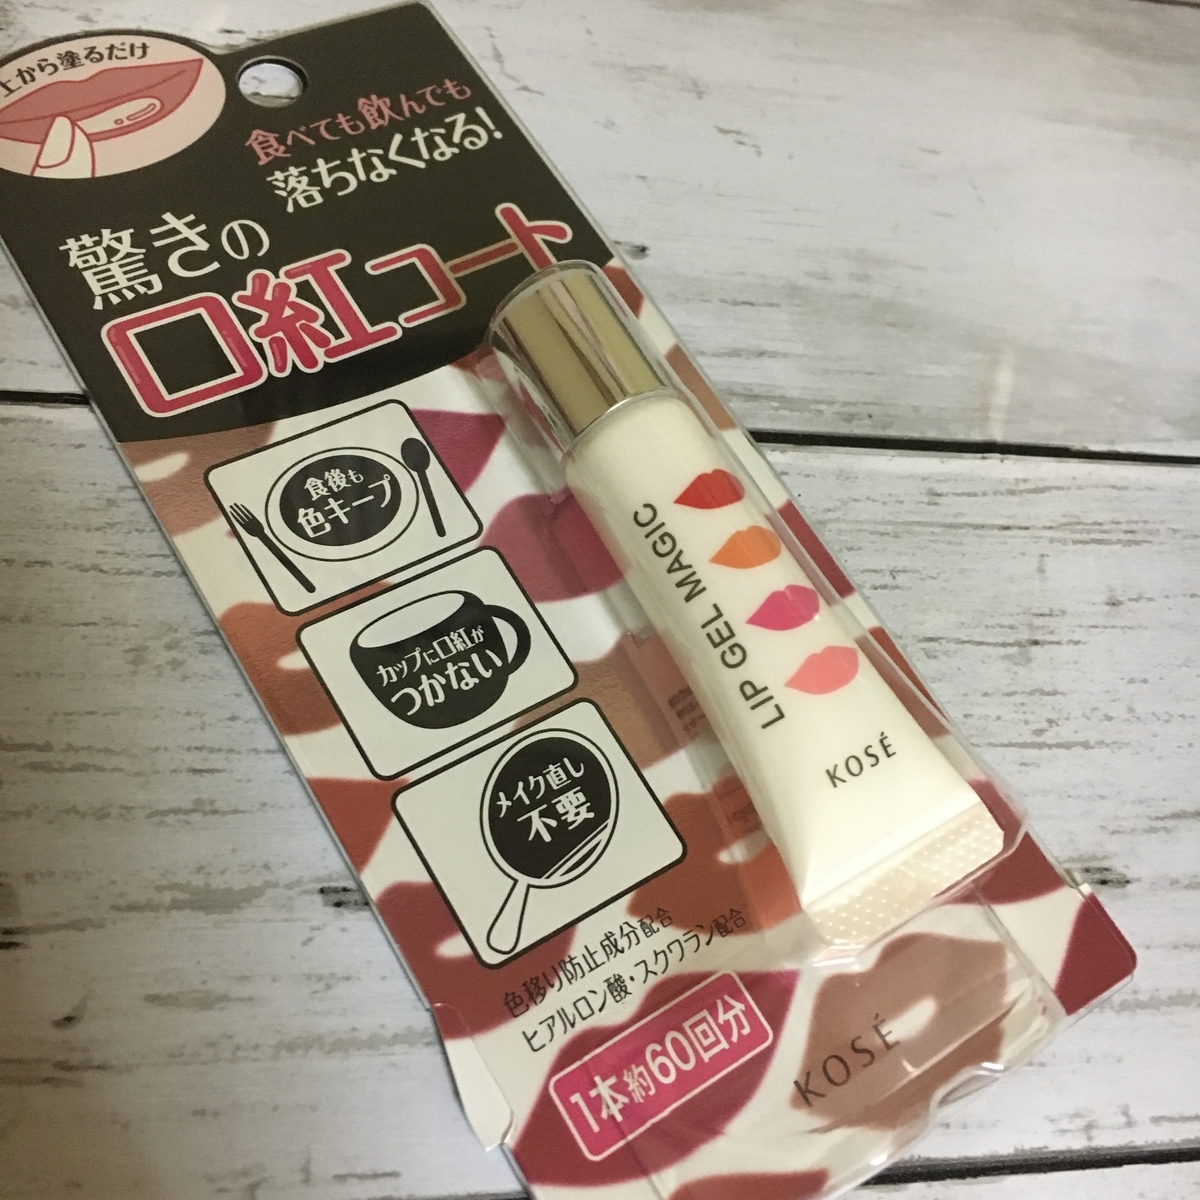 上から塗るだけ
食べても飲んでも
落ちなくなる!
驚きの
口紅コート
食後も
色キープ
カップに口紅が
つかない
メイク直し
不要
色移り防止成分配合
ヒアルロン酸・スクワラン配合
1本約60回分
KOSÉ
LIP GEL MAGIC
KOSÉ